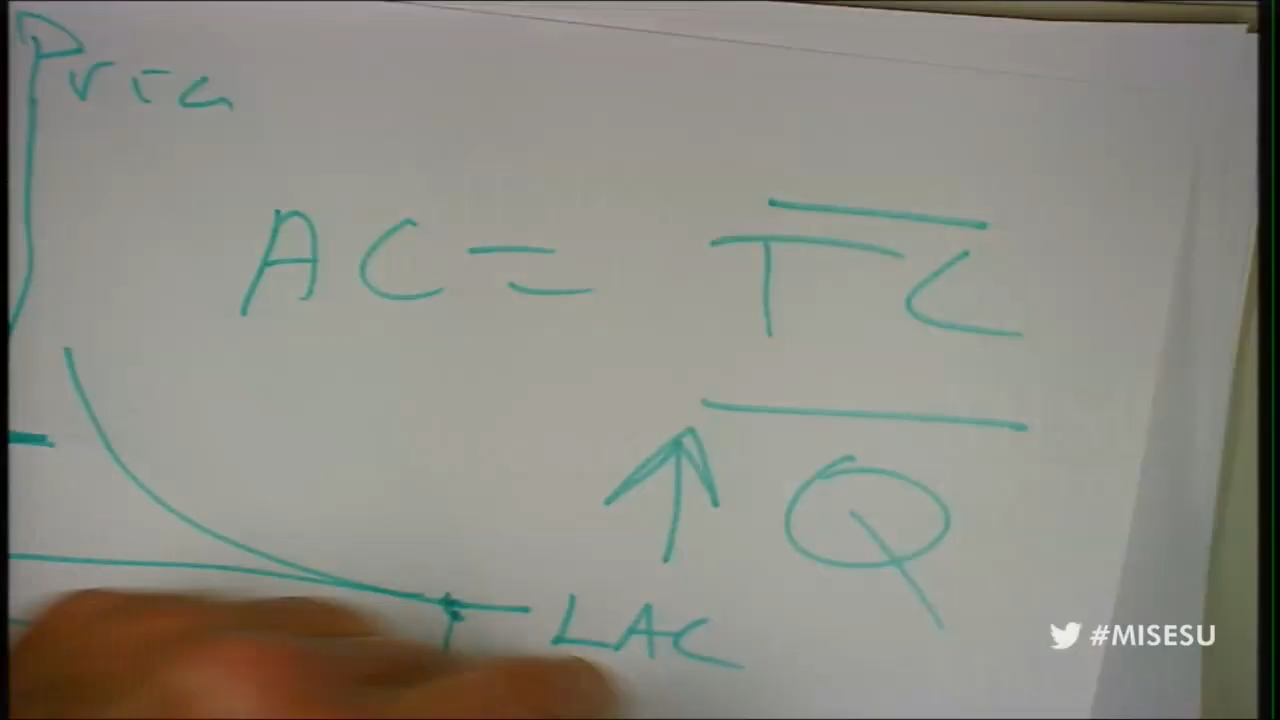 Price
AC = TC
Q
LAC
#MISESU